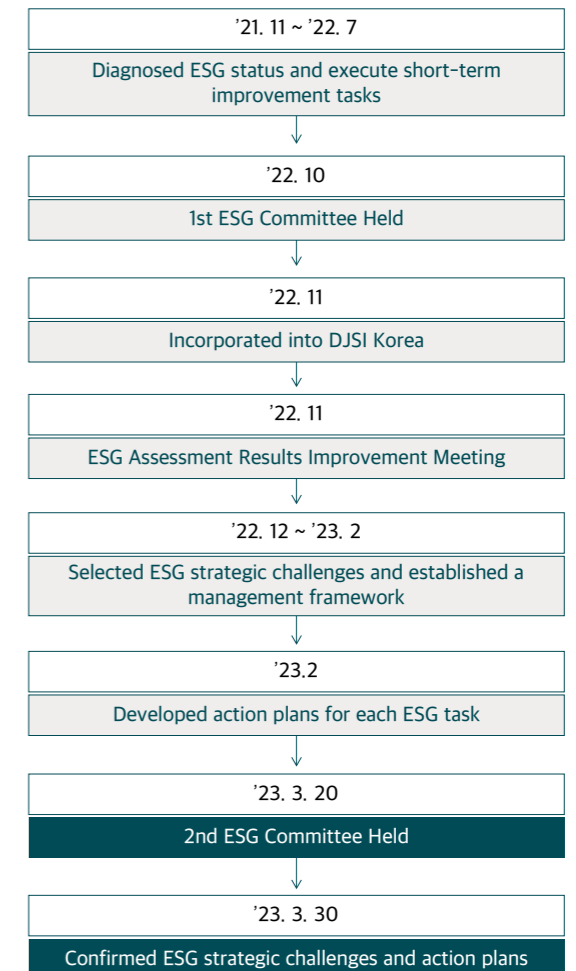 ’21. 11 ~ ’22. 7
Diagnosed ESG status and execute short-term
improvement tasks
’22. 10
1st ESG Committee Held
’22. 11
Incorporated into DJSI Korea
’22. 11
ESG Assessment Results Improvement Meeting
’22. 12 ~ ’23. 2
Selected ESG strategic challenges and established a
management framework
’23.2
Developed action plans for each ESG task
’23. 3. 20
2nd ESG Committee Held
’23. 3. 30
Confirmed ESG strategic challenges and action plans